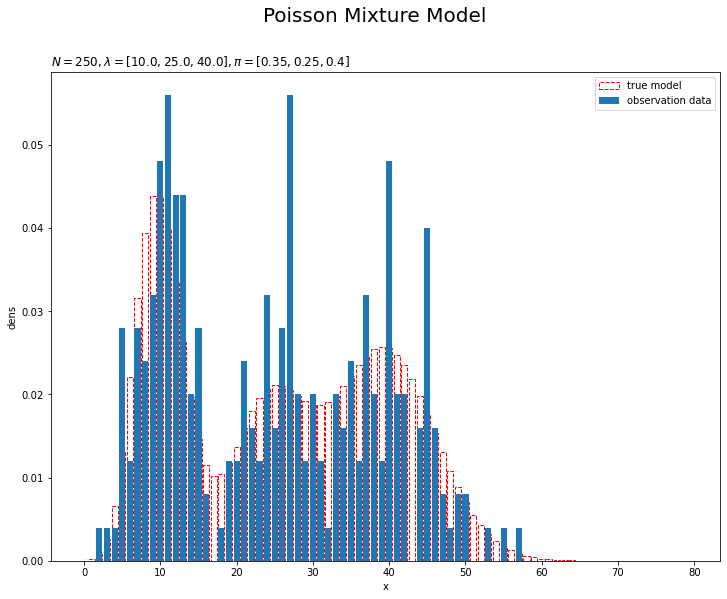 Poisson Mixture Model
N = 250, λ = [10.0, 25.0, 40.0], π = [0.35, 0.25, 0.4]
true model
observation data
0.05
0.04
0.03
0.02
0.01
0.00
dens
0 10 20 30 40 50 60 70 80
x